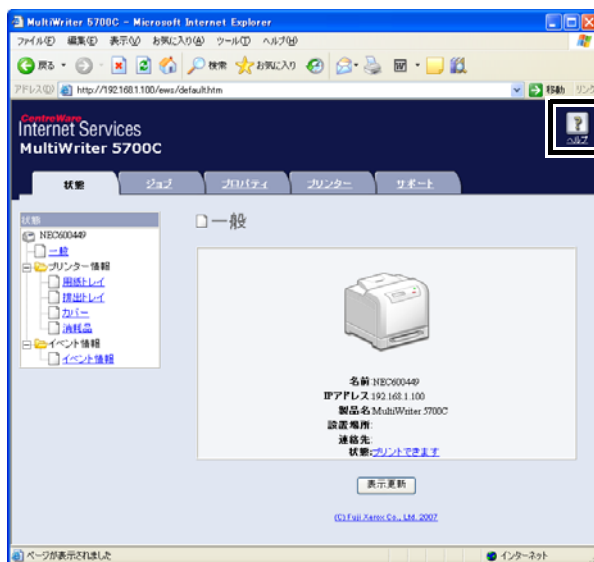 MultiWriter 5700C - Microsoft Internet Explorer
ファイル(F) 編集(E) 表示(V) お気に入り(A) ツール(T) ヘルプ(H)
戻る 検索 お気に入り
アドレス(D) http://192.168.1.100/ews/default.htm 移動 リンク
CentreWare
Internet Services
MultiWriter 5700C
ヘルプ
状態 ジョブ プロパティ プリンター サポート
状態
NEC600449
一般
プリンター情報
用紙トレイ
排出トレイ
カバー
消耗品
イベント情報
イベント情報
一般
名前:NEC600449
IPアドレス:192.168.1.100
製品名:MultiWriter 5700C
設置場所:
連絡先:
状態:プリントできます
表示更新
(C) Fuji Xerox Co., Ltd. 2007
ページが表示されました インターネット